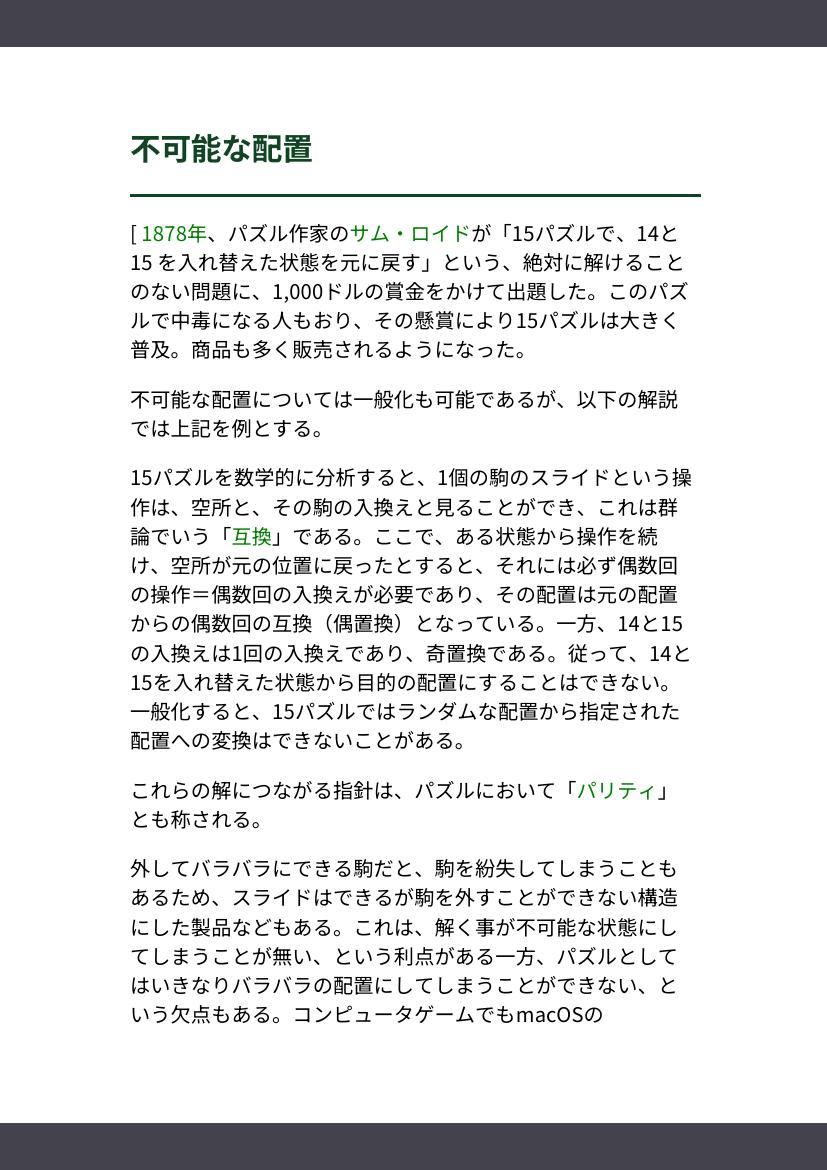 不可能な配置
[ 1878年、パズル作家のサム・ロイドが「15パズルで、14と
15 を入れ替えた状態を元に戻す」という、絶対に解けること
のない問題に、1,000ドルの賞金をかけて出題した。このパズ
ルで中毒になる人もおり、その懸賞により15パズルは大きく
普及。商品も多く販売されるようになった。
不可能な配置については一般化も可能であるが、以下の解説
では上記を例とする。
15パズルを数学的に分析すると、1個の駒のスライドという操
作は、空所と、その駒の入換えと見ることができ、これは群
論でいう「互換」である。ここで、ある状態から操作を続
け、空所が元の位置に戻ったとすると、それには必ず偶数回
の操作＝偶数回の入換えが必要であり、その配置は元の配置
からの偶数回の互換（偶置換）となっている。一方、14と15
の入換えは1回の入換えであり、奇置換である。従って、14と
15を入れ替えた状態から目的の配置にすることはできない。
一般化すると、15パズルではランダムな配置から指定された
配置への変換はできないことがある。
これらの解につながる指針は、パズルにおいて「パリティ」
とも称される。
外してバラバラにできる駒だと、駒を紛失してしまうことも
あるため、スライドはできるが駒を外すことができない構造
にした製品などもある。これは、解く事が不可能な状態にし
てしまうことが無い、という利点がある一方、パズルとして
はいきなりバラバラの配置にしてしまうことができない、と
いう欠点もある。コンピュータゲームでもmacOSの